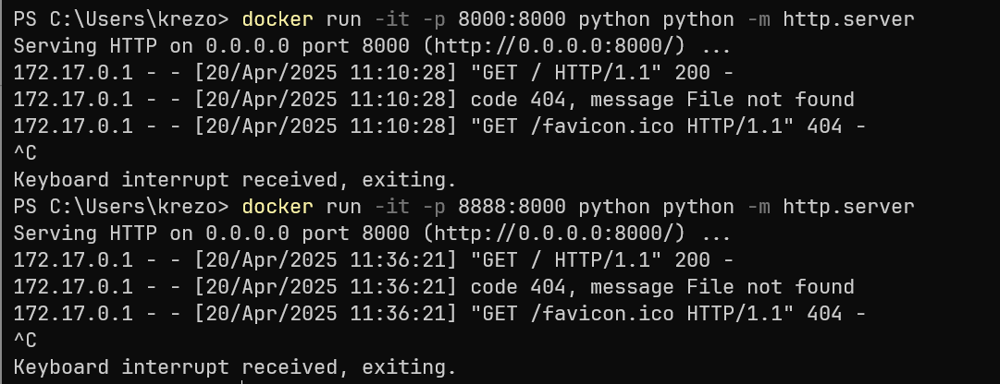 PS C:\Users\krezo> docker run -it -p 8000:8000 python python -m http.server
Serving HTTP on 0.0.0.0 port 8000 (http://0.0.0.0:8000/) ...
172.17.0.1 - - [20/Apr/2025 11:10:28] "GET / HTTP/1.1" 200 -
172.17.0.1 - - [20/Apr/2025 11:10:28] code 404, message File not found
172.17.0.1 - - [20/Apr/2025 11:10:28] "GET /favicon.ico HTTP/1.1" 404 -
^C
Keyboard interrupt received, exiting.
PS C:\Users\krezo> docker run -it -p 8888:8000 python python -m http.server
Serving HTTP on 0.0.0.0 port 8000 (http://0.0.0.0:8000/) ...
172.17.0.1 - - [20/Apr/2025 11:36:21] "GET / HTTP/1.1" 200 -
172.17.0.1 - - [20/Apr/2025 11:36:21] code 404, message File not found
172.17.0.1 - - [20/Apr/2025 11:36:21] "GET /favicon.ico HTTP/1.1" 404 -
^C
Keyboard interrupt received, exiting.